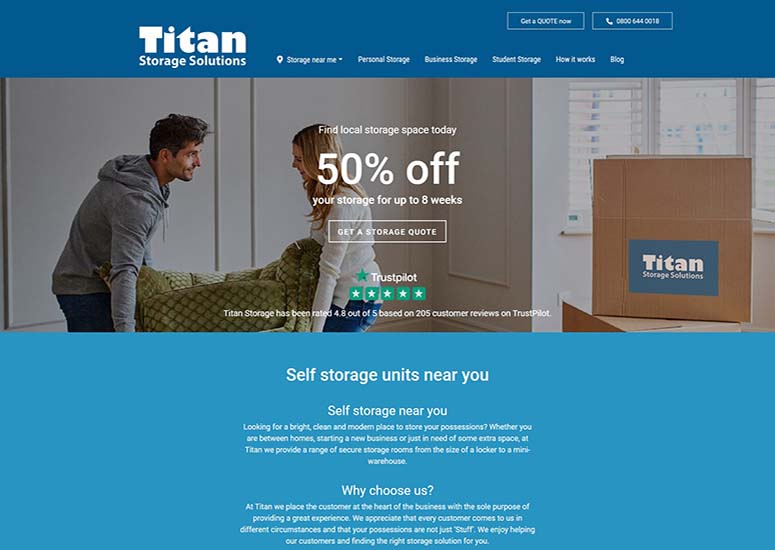 Get a QUOTE now
0800 644 0018
Titan
Storage Solutions
Storage near me
Personal Storage
Business Storage
Student Storage
How it works
Blog
Find local storage space today
50% off
your storage for up to 8 weeks
GET A STORAGE QUOTE
Trustpilot
Titan Storage has been rated 4.8 out of 5 based on 205 customer reviews on TrustPilot.
Titan
Storage Solutions
Self storage units near you
Self storage near you
Looking for a bright, clean and modern place to store your possessions? Whether you
are between homes, starting a new business or just in need of some extra space, at
Titan we provide a range of secure storage rooms from the size of a locker to a mini-
warehouse.
Why choose us?
At Titan we place the customer at the heart of the business with the sole purpose of
providing a great experience. We appreciate that every customer comes to us in
different circumstances and that your possessions are not just 'Stuff'. We enjoy helping
our customers and finding the right storage solution for you.